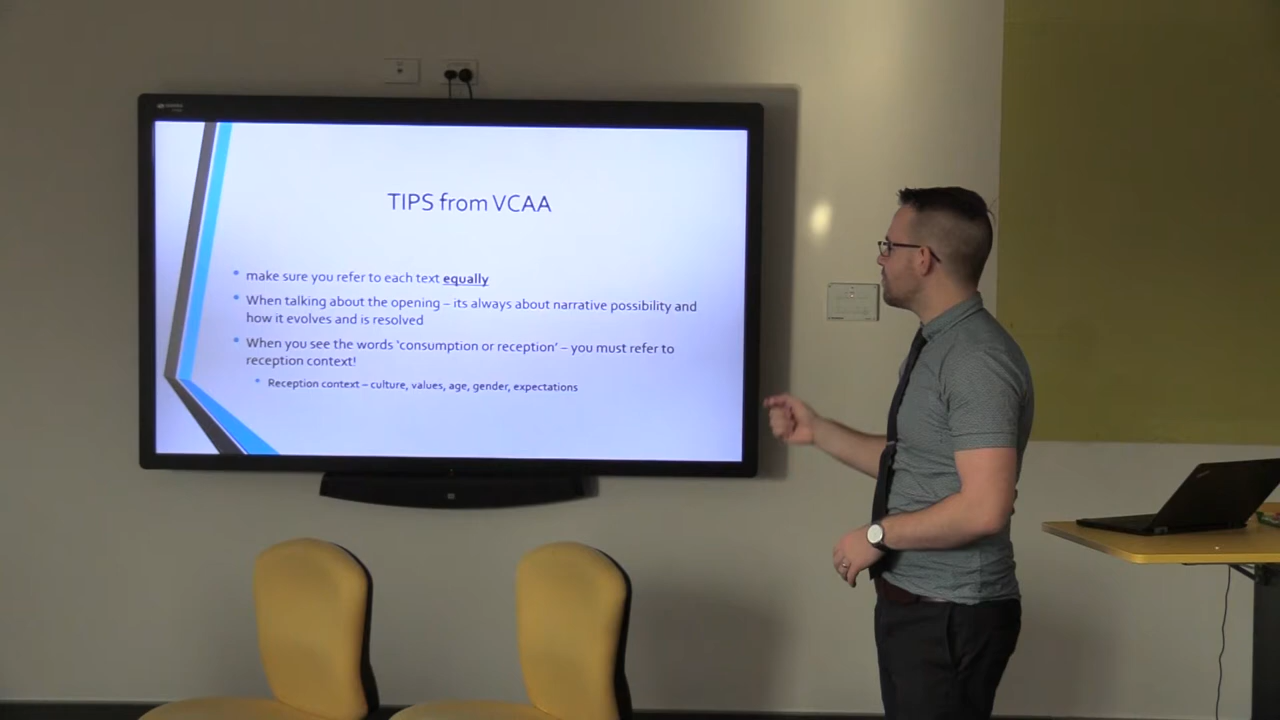 TIPS from VCAA
make sure you refer to each text equally
When talking about the opening – its always about narrative possibility and
how it evolves and is resolved
When you see the words ‘consumption or reception’ – you must refer to
reception context!
Reception context – culture, values, age, gender, expectations